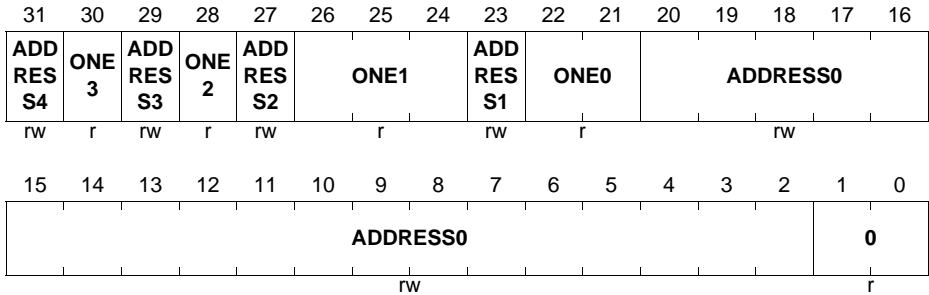 31 30 29 28 27 26 25 24 23 22 21 20 19 18 17 16
ADD RES S4 ONE 3 ADD RES S3 ONE 2 ADD RES S2 ONE1 ADD RES S1 ONE0 ADDRESS0
rw r rw r rw r rw r rw
15 14 13 12 11 10 9 8 7 6 5 4 3 2 1 0
ADDRESS0 0
rw r